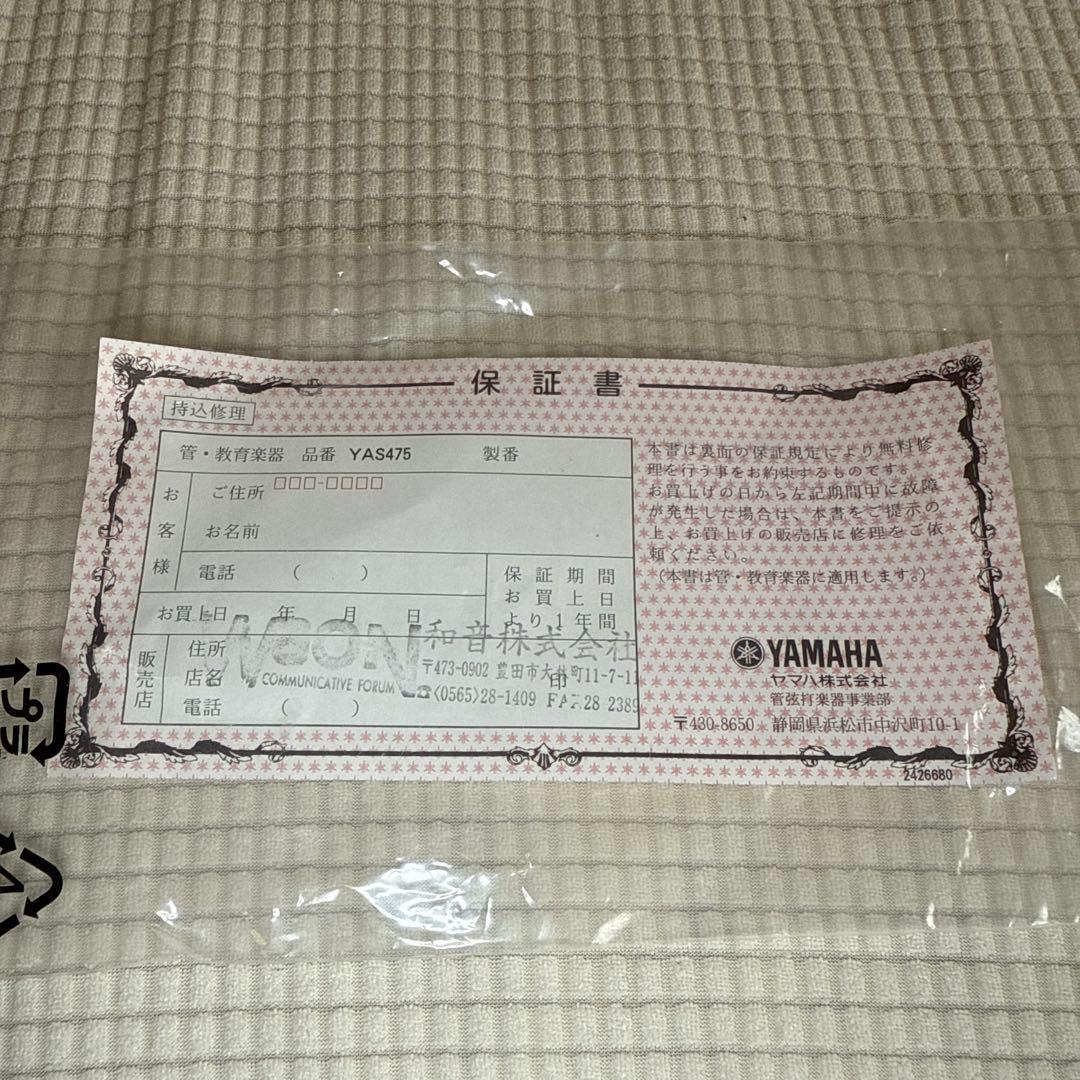 保証書
持込修理
管・教育楽器 品番 YAS475 製番
お客様
ご住所 □□□-□□□□
お名前
電話 ( )
お買上日 年 月 日
保証期間
お買上日
より1年間
販売店
住所
店名
電話 ( )
印
和音株式会社
COMMUNICATIVE FORUM
〒473-0902 豊田市大林町11-7-11
☎(0565)28-1409 FAX28-2389
本書は裏面の保証規定により無料修
理を行う事をお約束するものです。
お買上げの日から左記期間中に故障
が発生した場合は、本書をご提示の
上、お買上げの販売店に修理をご依
頼ください。
(本書は管・教育楽器に適用します。)
YAMAHA
ヤマハ株式会社
管弦打楽器事業部
〒430-8650 静岡県浜松市中沢町10-1
2426680
プラ